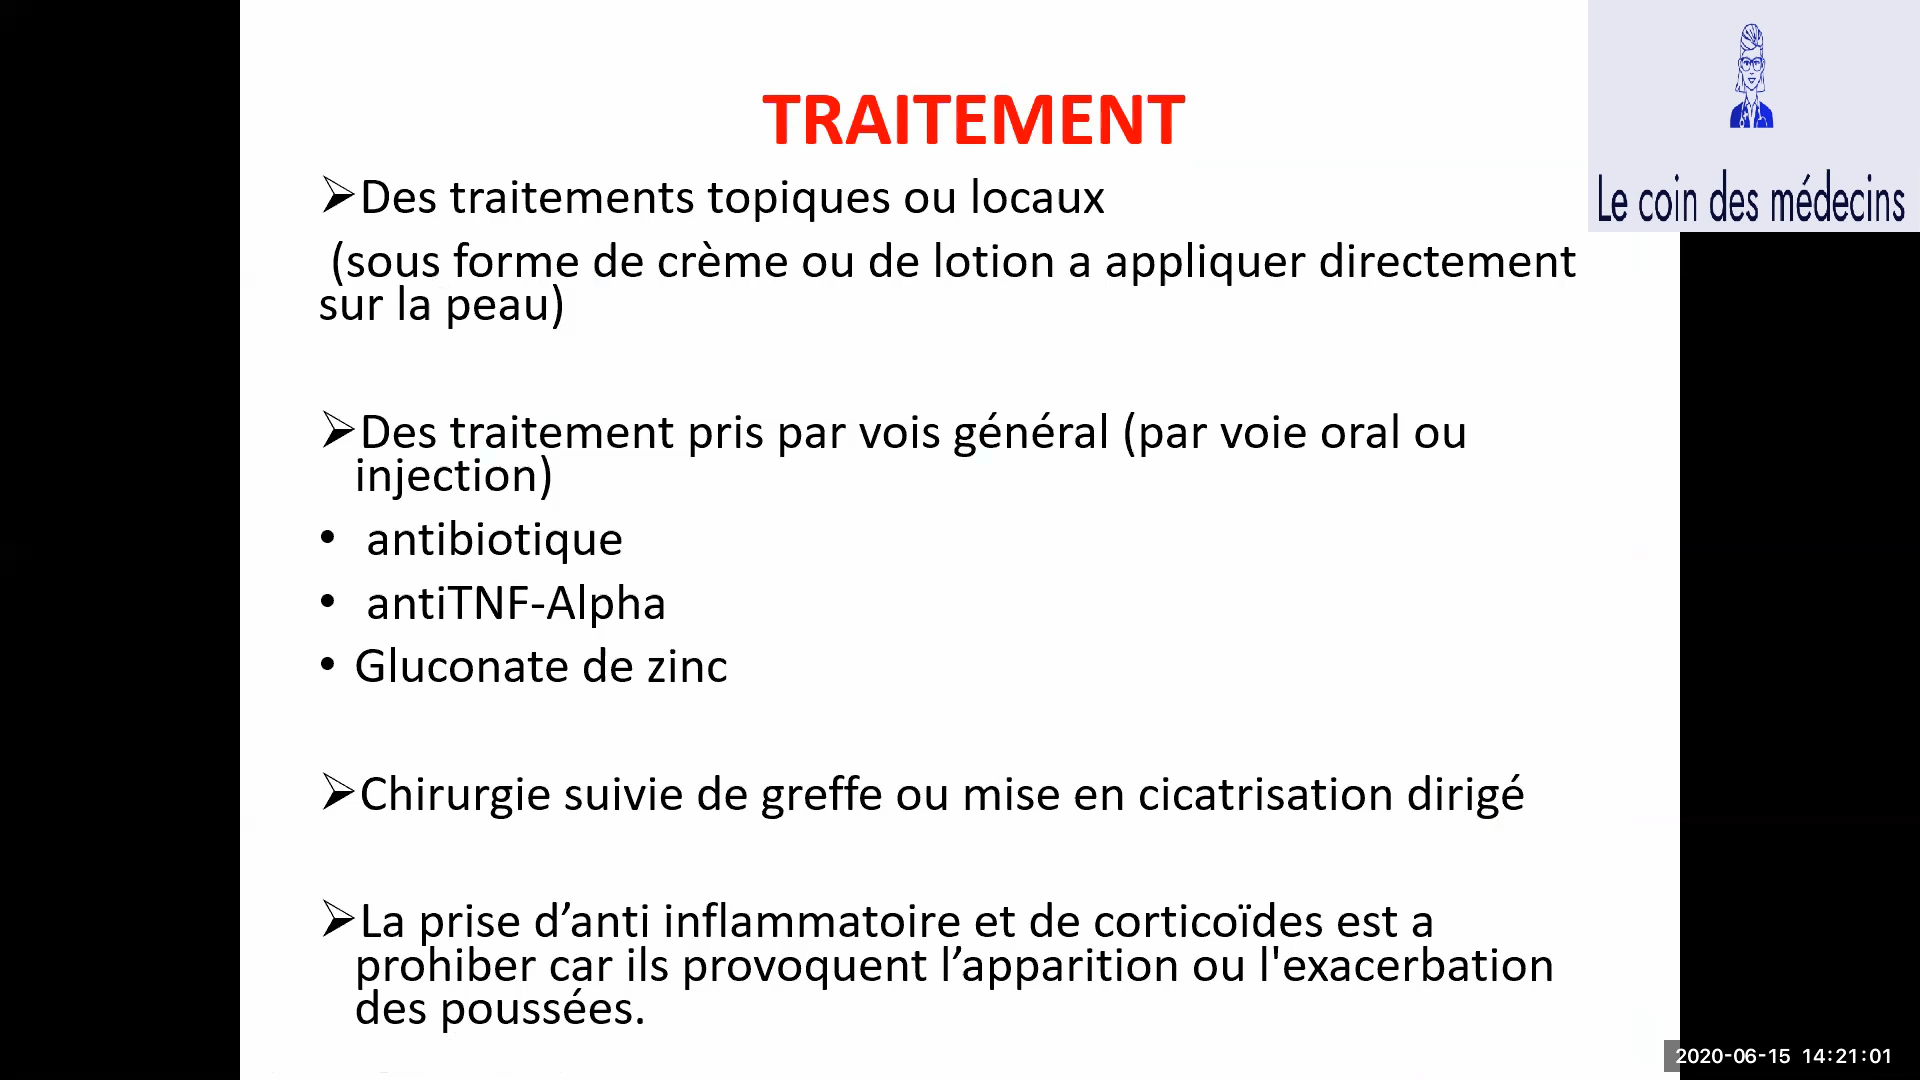 TRAITEMENT
Le coin des médecins
➢Des traitements topiques ou locaux
(sous forme de crème ou de lotion a appliquer directement
sur la peau)
➢Des traitement pris par vois général (par voie oral ou
injection)
• antibiotique
• antiTNF-Alpha
• Gluconate de zinc
➢Chirurgie suivie de greffe ou mise en cicatrisation dirigé
➢La prise d’anti inflammatoire et de corticoïdes est a
prohiber car ils provoquent l’apparition ou l'exacerbation
des poussées.
2020-06-15 14:21:01